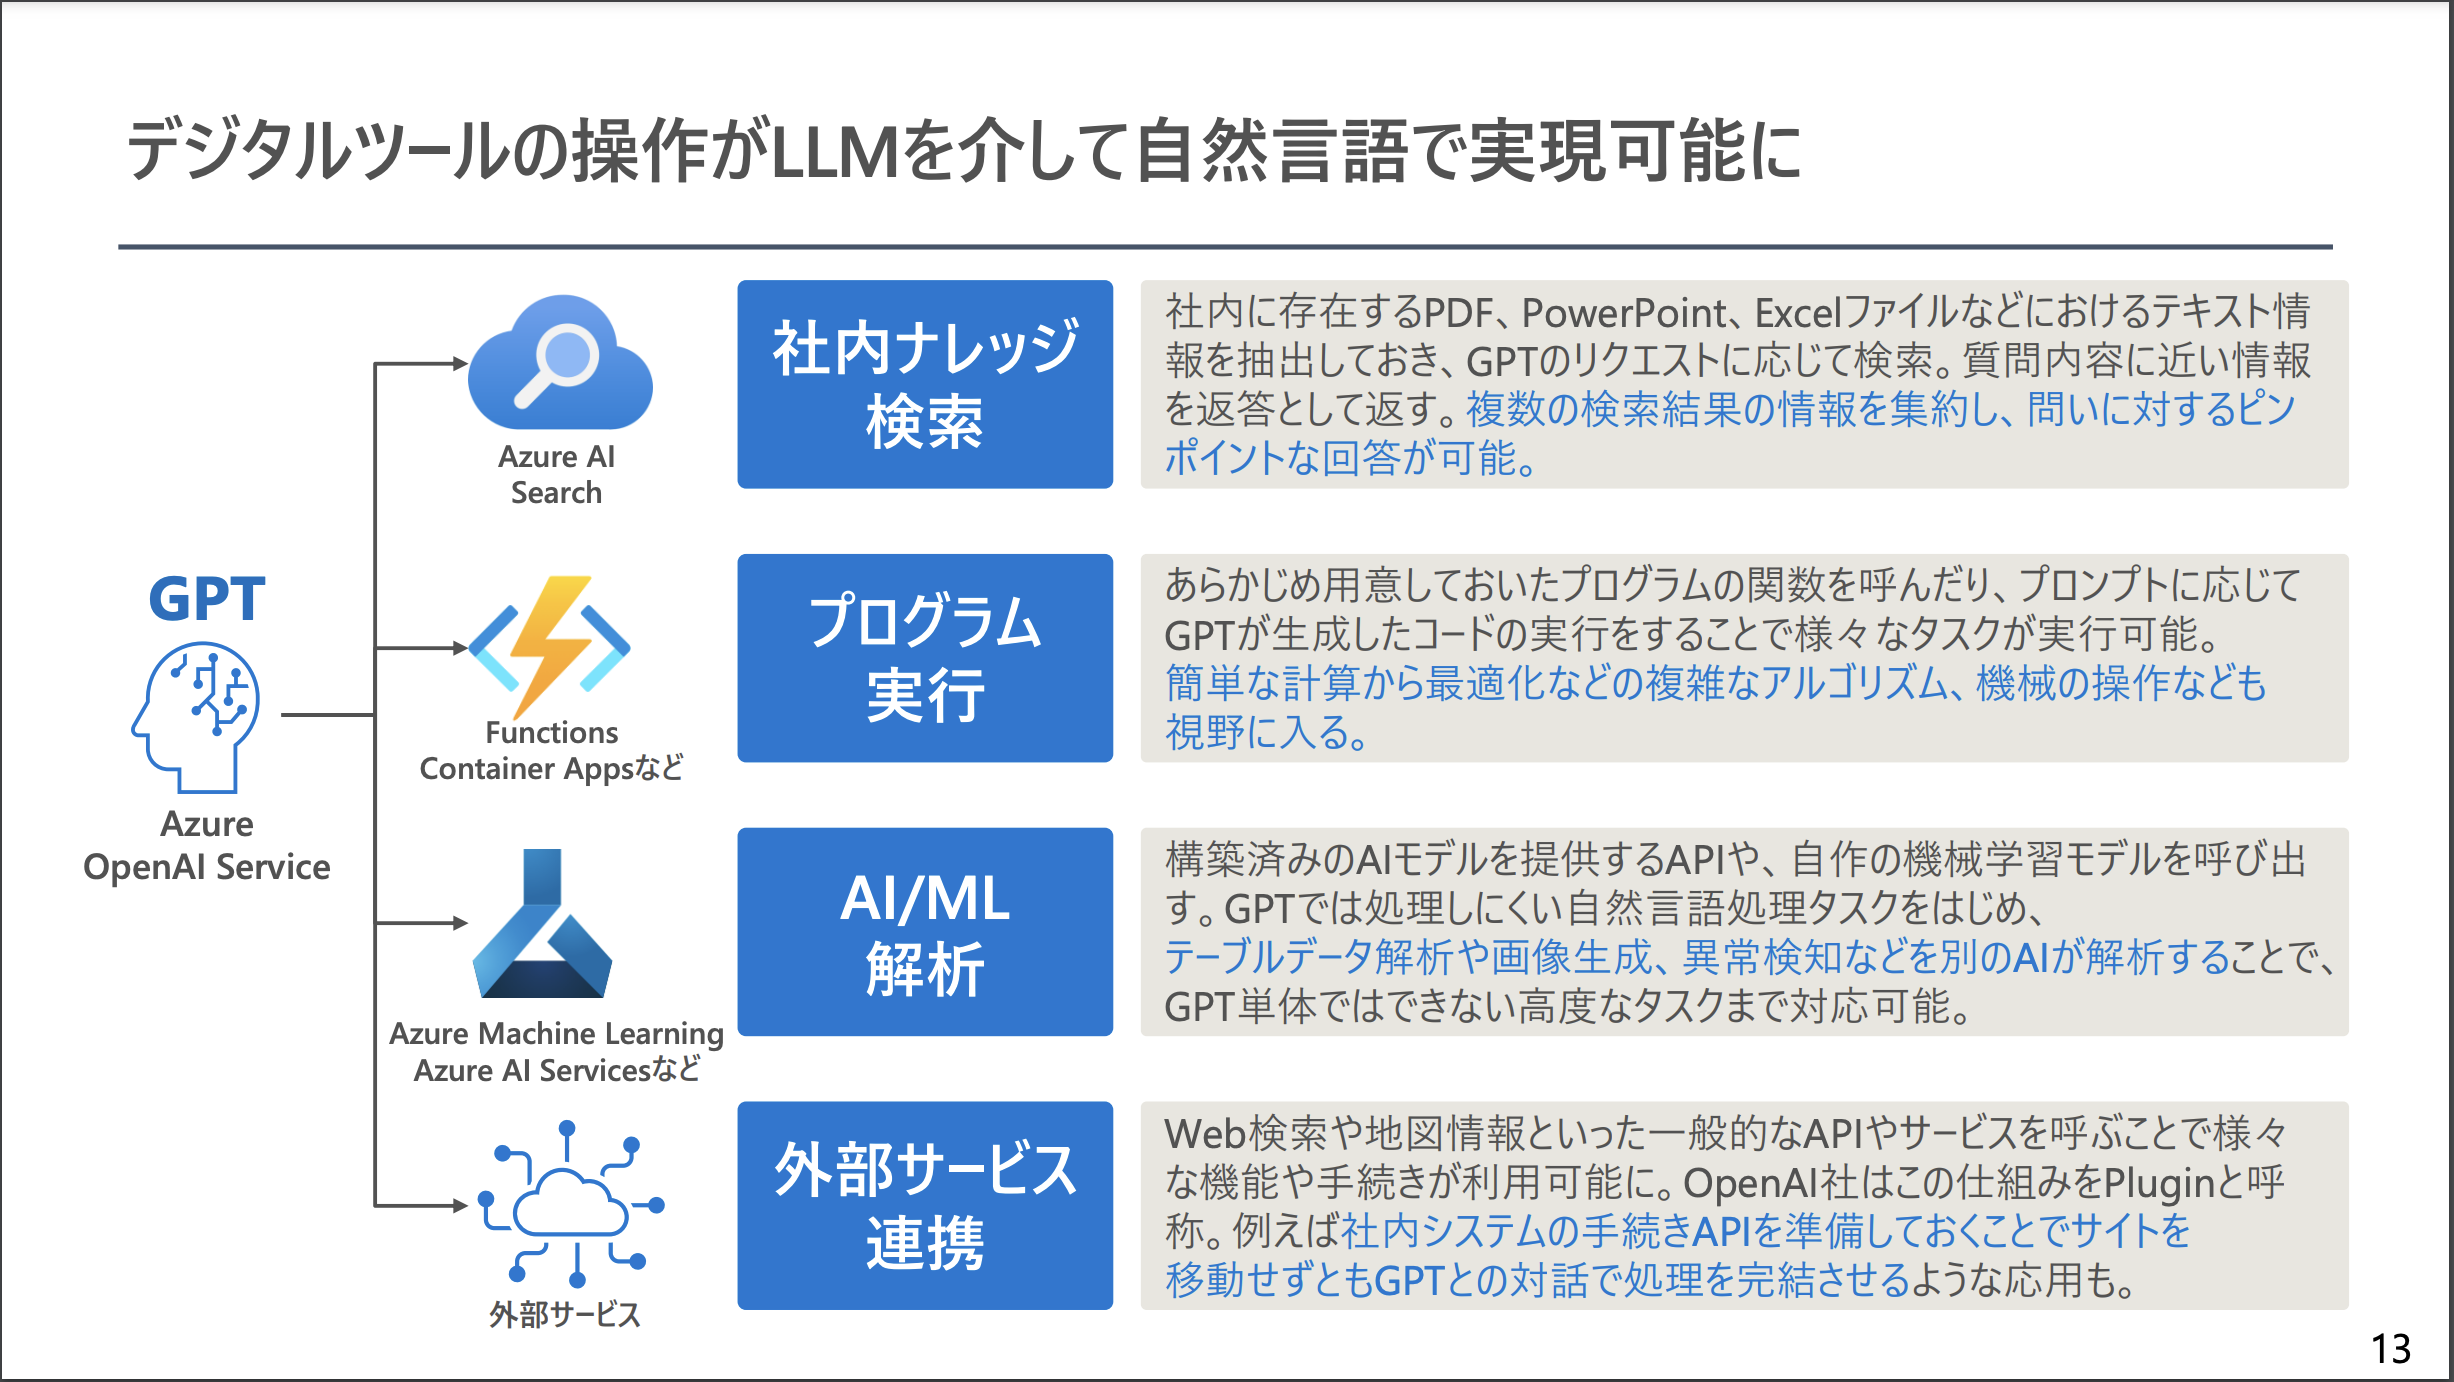 デジタルツールの操作がLLMを介して自然言語で実現可能に
GPT
Azure
OpenAI Service
Azure AI
Search
社内ナレッジ
検索
社内に存在するPDF、PowerPoint、Excelファイルなどにおけるテキスト情
報を抽出しておき、GPTのリクエストに応じて検索。質問内容に近い情報
を返答として返す。複数の検索結果の情報を集約し、問いに対するピン
ポイントな回答が可能。
Functions
Container Appsなど
プログラム
実行
あらかじめ用意しておいたプログラムの関数を呼んだり、プロンプトに応じて
GPTが生成したコードの実行をすることで様々なタスクが実行可能。
簡単な計算から最適化などの複雑なアルゴリズム、機械の操作なども
視野に入る。
Azure Machine Learning
Azure AI Servicesなど
AI/ML
解析
構築済みのAIモデルを提供するAPIや、自作の機械学習モデルを呼び出
す。GPTでは処理しにくい自然言語処理タスクをはじめ、
テーブルデータ解析や画像生成、異常検知などを別のAIが解析することで、
GPT単体ではできない高度なタスクまで対応可能。
外部サービス
外部サービス
連携
Web検索や地図情報といった一般的なAPIやサービスを呼ぶことで様々
な機能や手続きが利用可能に。OpenAI社はこの仕組みをPluginと呼
称。例えば社内システムの手続きAPIを準備しておくことでサイトを
移動せずともGPTとの対話で処理を完結させるような応用も。
13